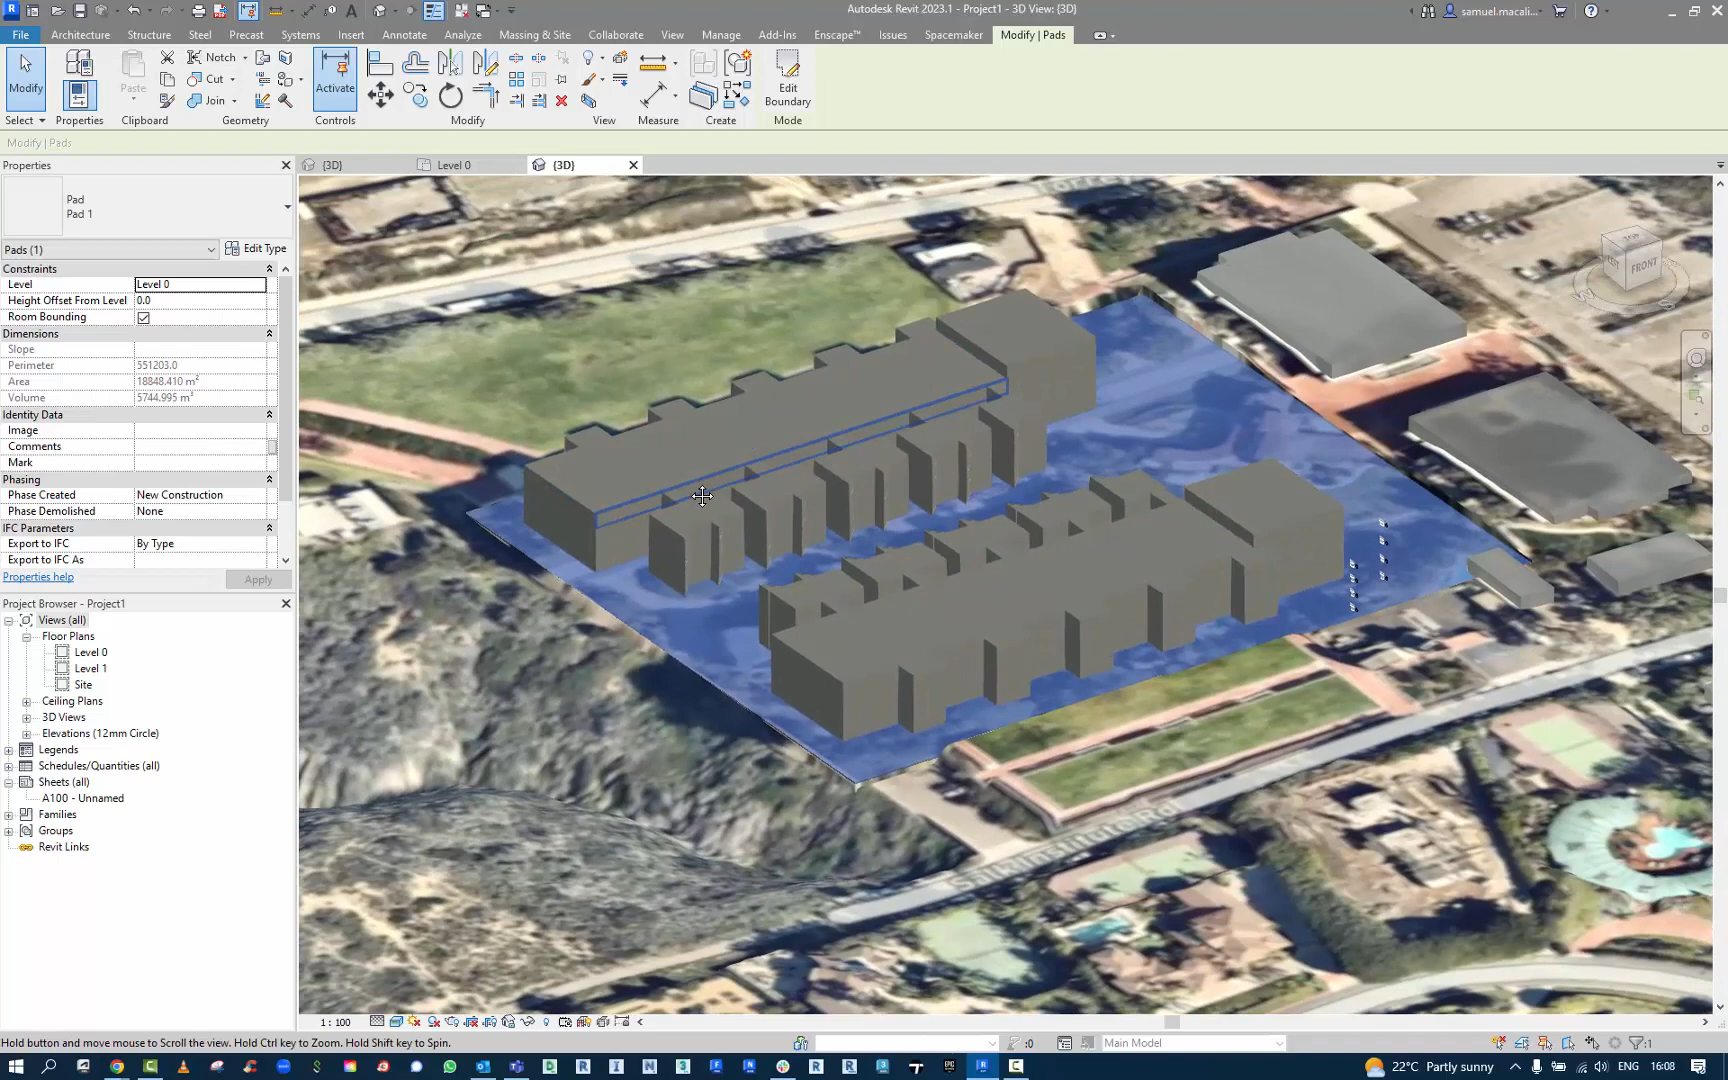 Autodesk Revit 2023.1 - Project1 - 3D View: {3D}
samuel.macali...
File Architecture Structure Steel Precast Systems Insert Annotate Analyze Massing & Site Collaborate View Manage Add-Ins Enscape™ Issues Spacemaker Modify | Pads
Modify
Paste
Notch
Cut
Join
Activate
Edit
Boundary
Select Properties Clipboard Geometry Controls Modify View Measure Create Mode
Modify | Pads
Properties
{3D} Level 0 {3D}
Pad
Pad 1
Pads (1) Edit Type
Constraints
Level Level 0
Height Offset From Level 0.0
Room Bounding
Dimensions
Slope
Perimeter 551203.0
Area 18848.410 m²
Volume 5744.995 m³
Identity Data
Image
Comments
Mark
Phasing
Phase Created New Construction
Phase Demolished None
IFC Parameters
Export to IFC By Type
Export to IFC As
Properties help Apply
Project Browser - Project1
Views (all)
Floor Plans
Level 0
Level 1
Site
Ceiling Plans
3D Views
Elevations (12mm Circle)
Legends
Schedules/Quantities (all)
Sheets (all)
A100 - Unnamed
Families
Groups
Revit Links
TOP
FRONT
W
S
Salk Institute Rd
1 : 100
Hold button and move mouse to Scroll the view. Hold Ctrl key to Zoom. Hold Shift key to Spin.
:0
Main Model
:1
22°C Partly sunny
ENG
16:08